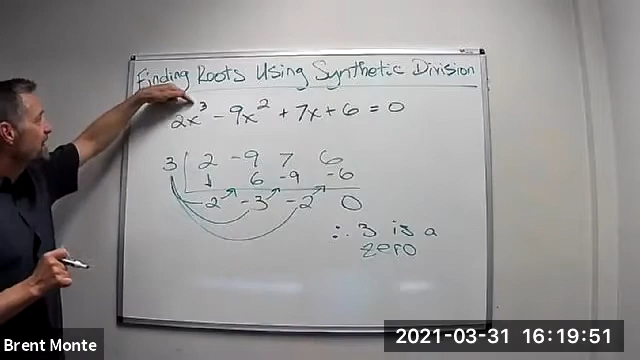 Finding Roots Using Synthetic Division
2x³ - 9x² + 7x + 6 = 0
3 | 2 -9 7 6
↓ 6 -9 -6
2 -3 -2 0
∴ 3 is a
zero
Brent Monte
2021-03-31 16:19:51